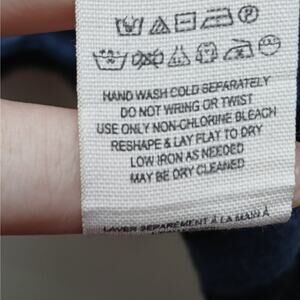 HAND WASH COLD SEPARATELY
DO NOT WRING OR TWIST
USE ONLY NON-CHLORINE BLEACH
RESHAPE & LAY FLAT TO DRY
LOW IRON AS NEEDED
MAY BE DRY CLEANED
LAVER SÉPARÉMENT À LA MAIN À